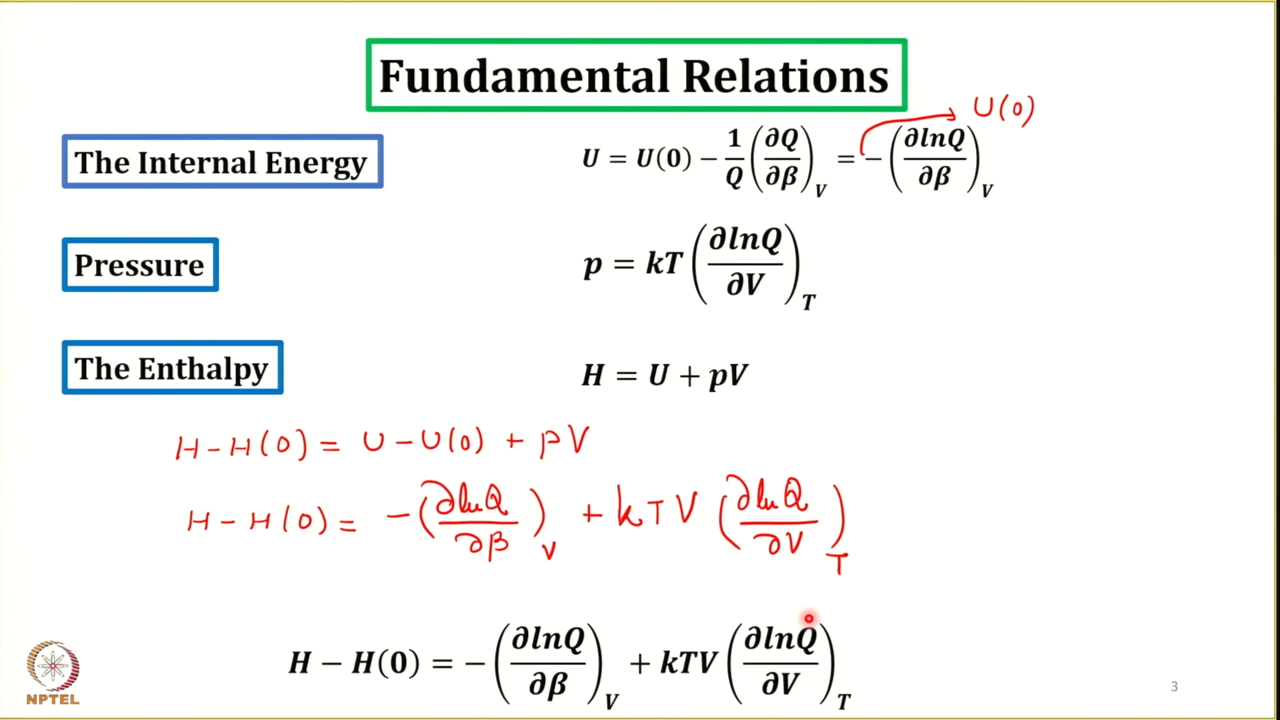 Fundamental Relations
U(0)
The Internal Energy
U = U(0) − 1/Q (∂Q/∂β)_V = −(∂lnQ/∂β)_V
Pressure
p = kT (∂lnQ/∂V)_T
The Enthalpy
H = U + pV
H − H(0) = U − U(0) + pV
H − H(0) = −(∂lnQ/∂β)_V + kTV (∂lnQ/∂V)_T
H − H(0) = −(∂lnQ/∂β)_V + kTV (∂lnQ/∂V)_T
NPTEL
3